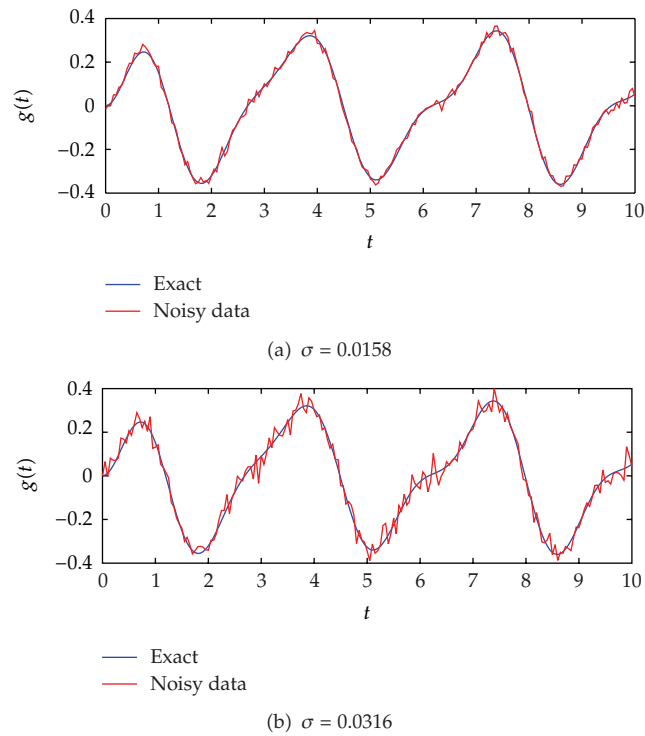 0.4
0.2
0
−0.2
−0.4
g(t)
0 1 2 3 4 5 6 7 8 9 10
t
Exact
Noisy data
(a) σ = 0.0158
0.4
0.2
0
−0.2
−0.4
g(t)
0 1 2 3 4 5 6 7 8 9 10
t
Exact
Noisy data
(b) σ = 0.0316